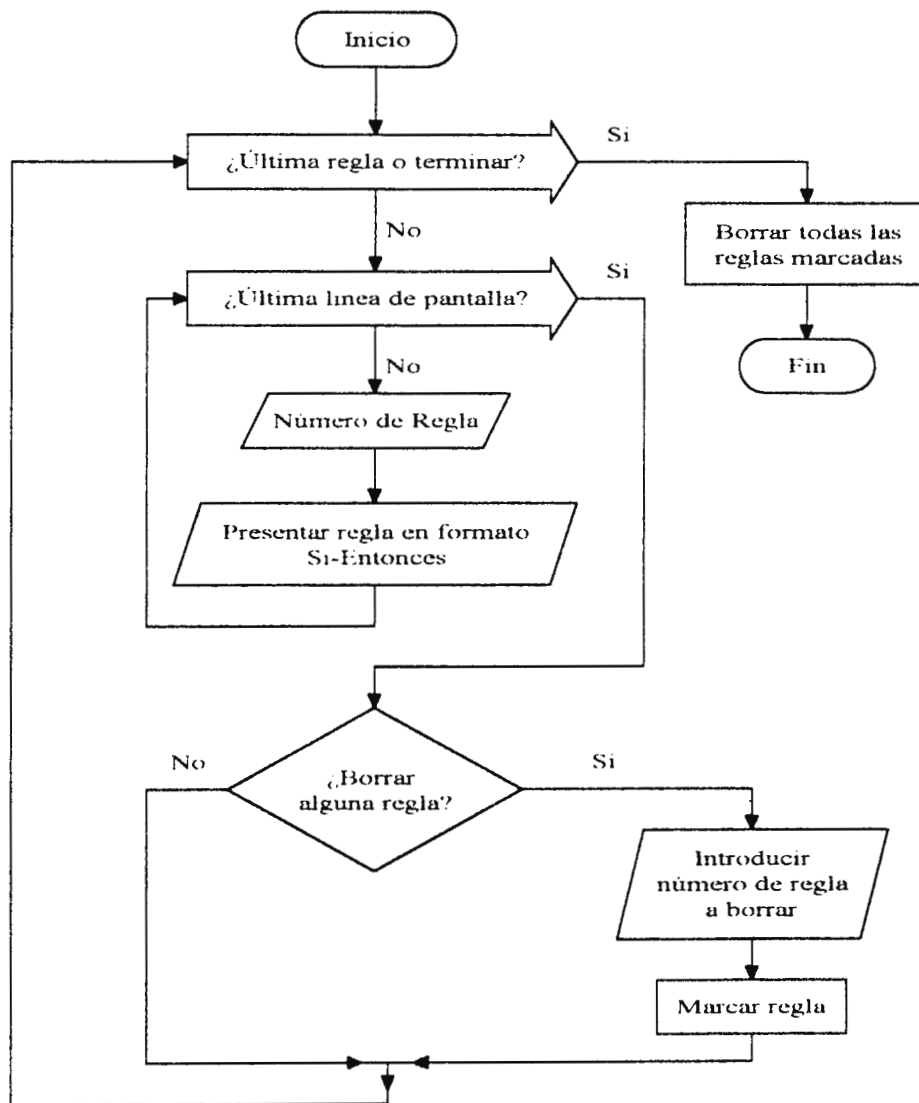 Inicio
¿Última regla o terminar?
Si
No
Borrar todas las
reglas marcadas
¿Última linea de pantalla?
Si
Fin
No
Número de Regla
Presentar regla en formato
Si-Entonces
No
¿Borrar
alguna regla?
Si
Introducir
número de regla
a borrar
Marcar regla